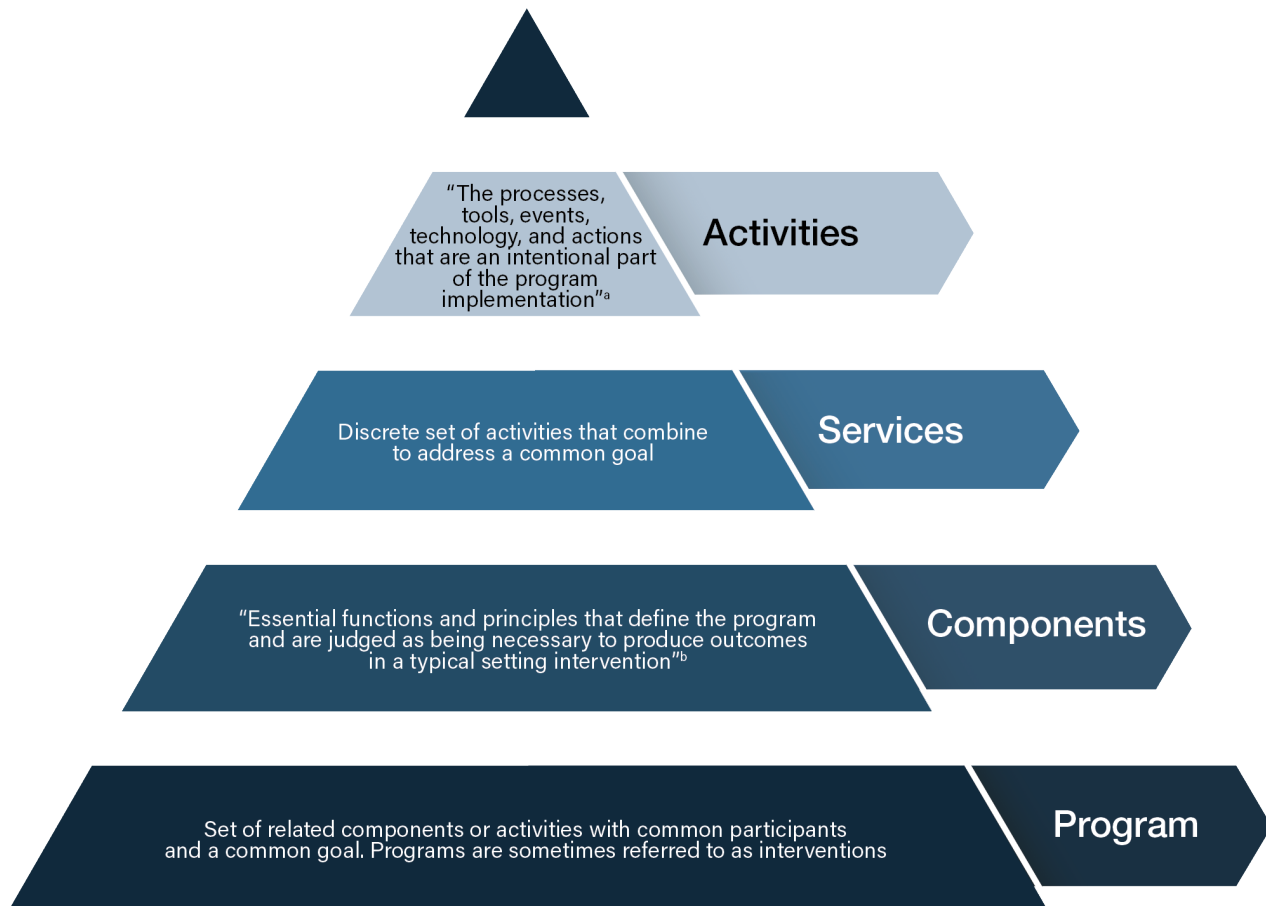 “The processes,
tools, events,
technology, and actions
that are an intentional part
of the program
implementation”ᵃ
Activities
Discrete set of activities that combine
to address a common goal
Services
“Essential functions and principles that define the program
and are judged as being necessary to produce outcomes
in a typical setting intervention”ᵇ
Components
Set of related components or activities with common participants
and a common goal. Programs are sometimes referred to as interventions
Program